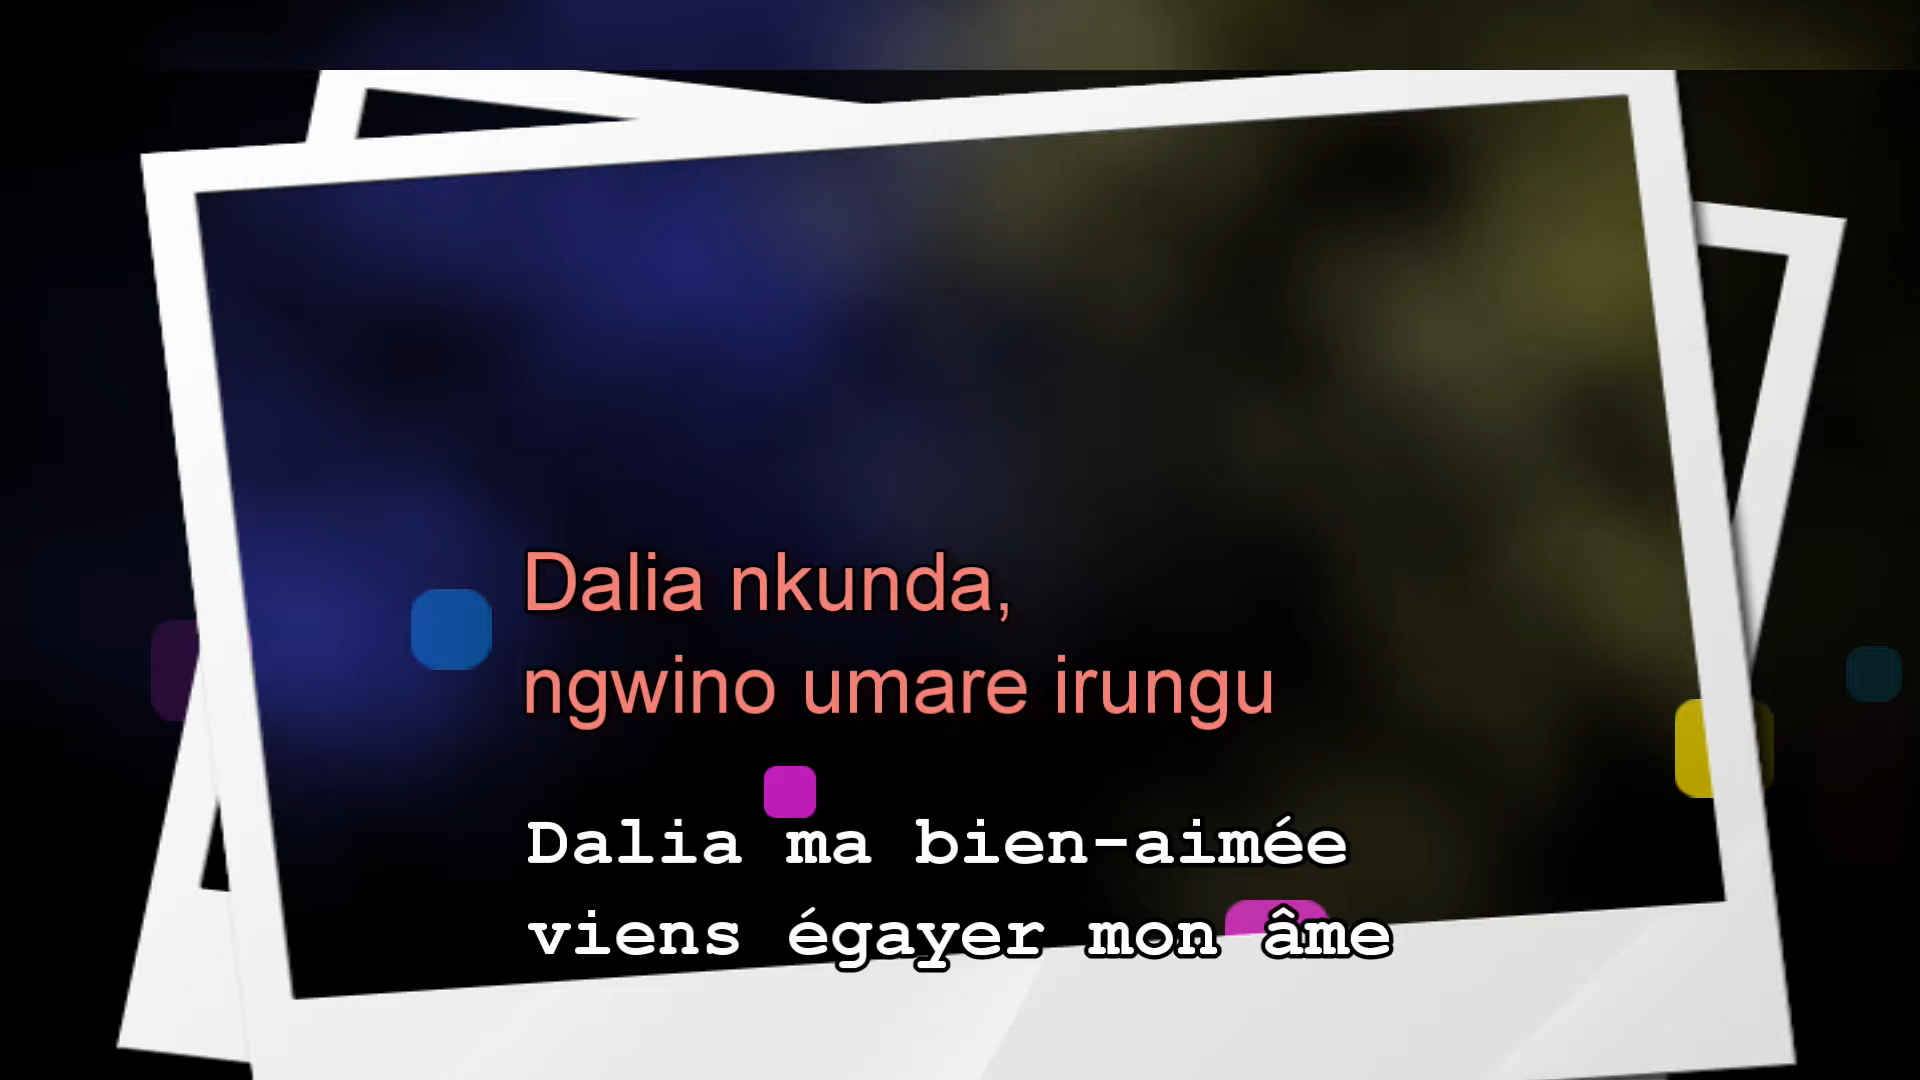 Dalia nkunda,
ngwino umare irungu
Dalia ma bien-aimée
viens égayer mon âme